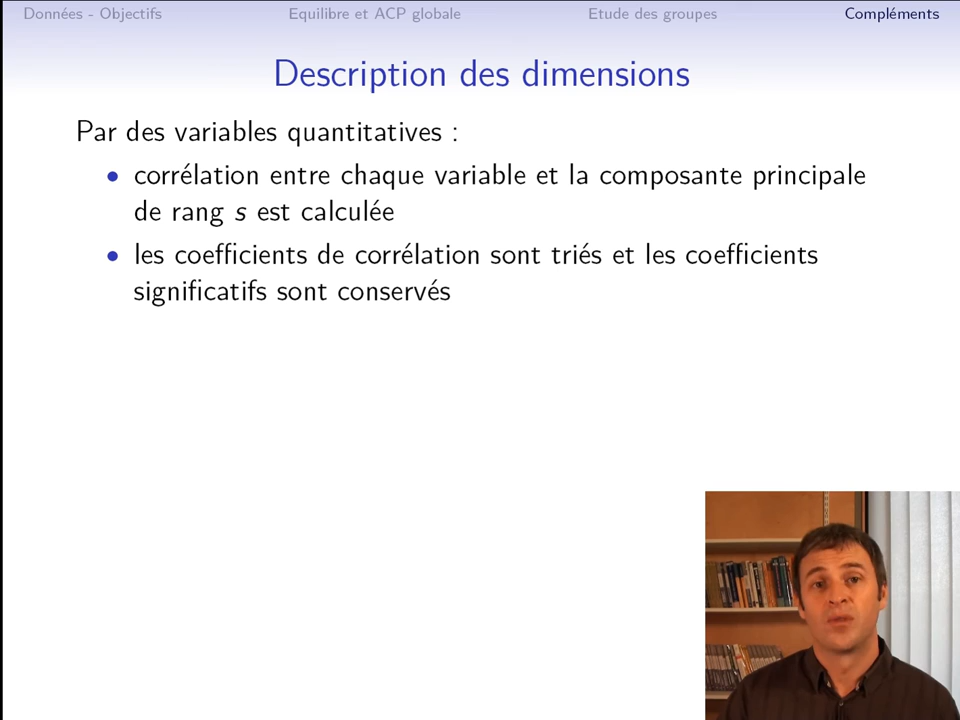 Données - Objectifs Equilibre et ACP globale Etude des groupes Compléments
Description des dimensions
Par des variables quantitatives :
• corrélation entre chaque variable et la composante principale
de rang s est calculée
• les coefficients de corrélation sont triés et les coefficients
significatifs sont conservés